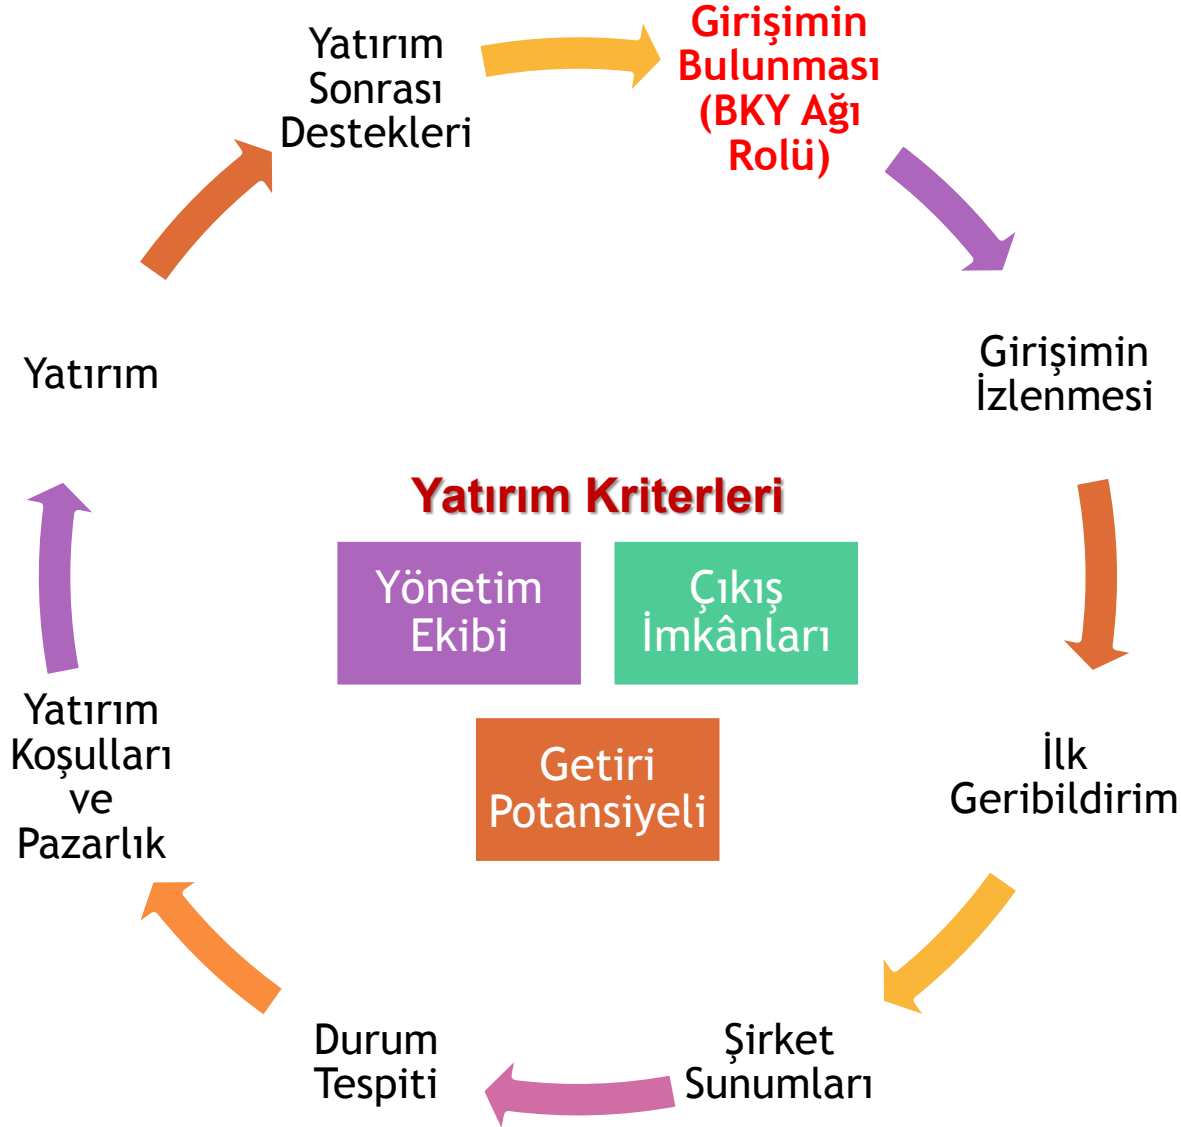 Girişimin
Bulunması
(BKY Ağı
Rolü)
Girişimin
İzlenmesi
İlk
Geribildirim
Şirket
Sunumları
Durum
Tespiti
Yatırım
Koşulları
ve
Pazarlık
Yatırım
Yatırım
Sonrası
Destekleri
Yatırım Kriterleri
Yönetim
Ekibi
Çıkış
İmkânları
Getiri
Potansiyeli